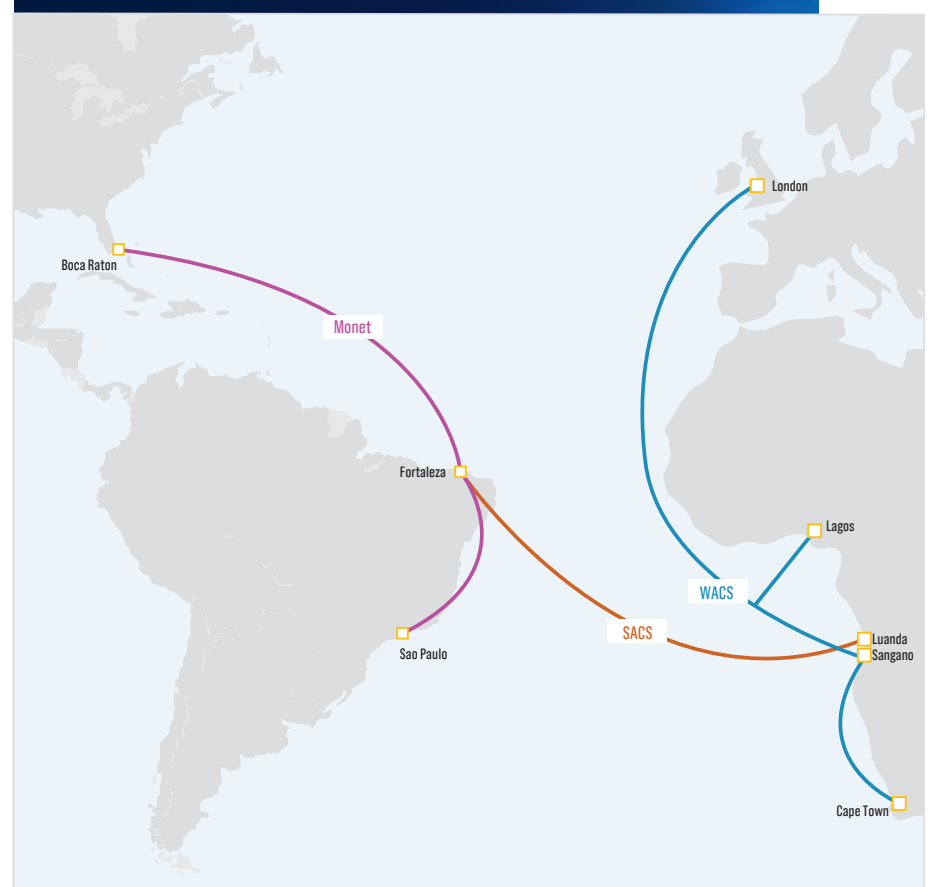 London
Boca Raton
Monet
Fortaleza
Lagos
WACS
SACS
Luanda
Sangano
Sao Paulo
Cape Town